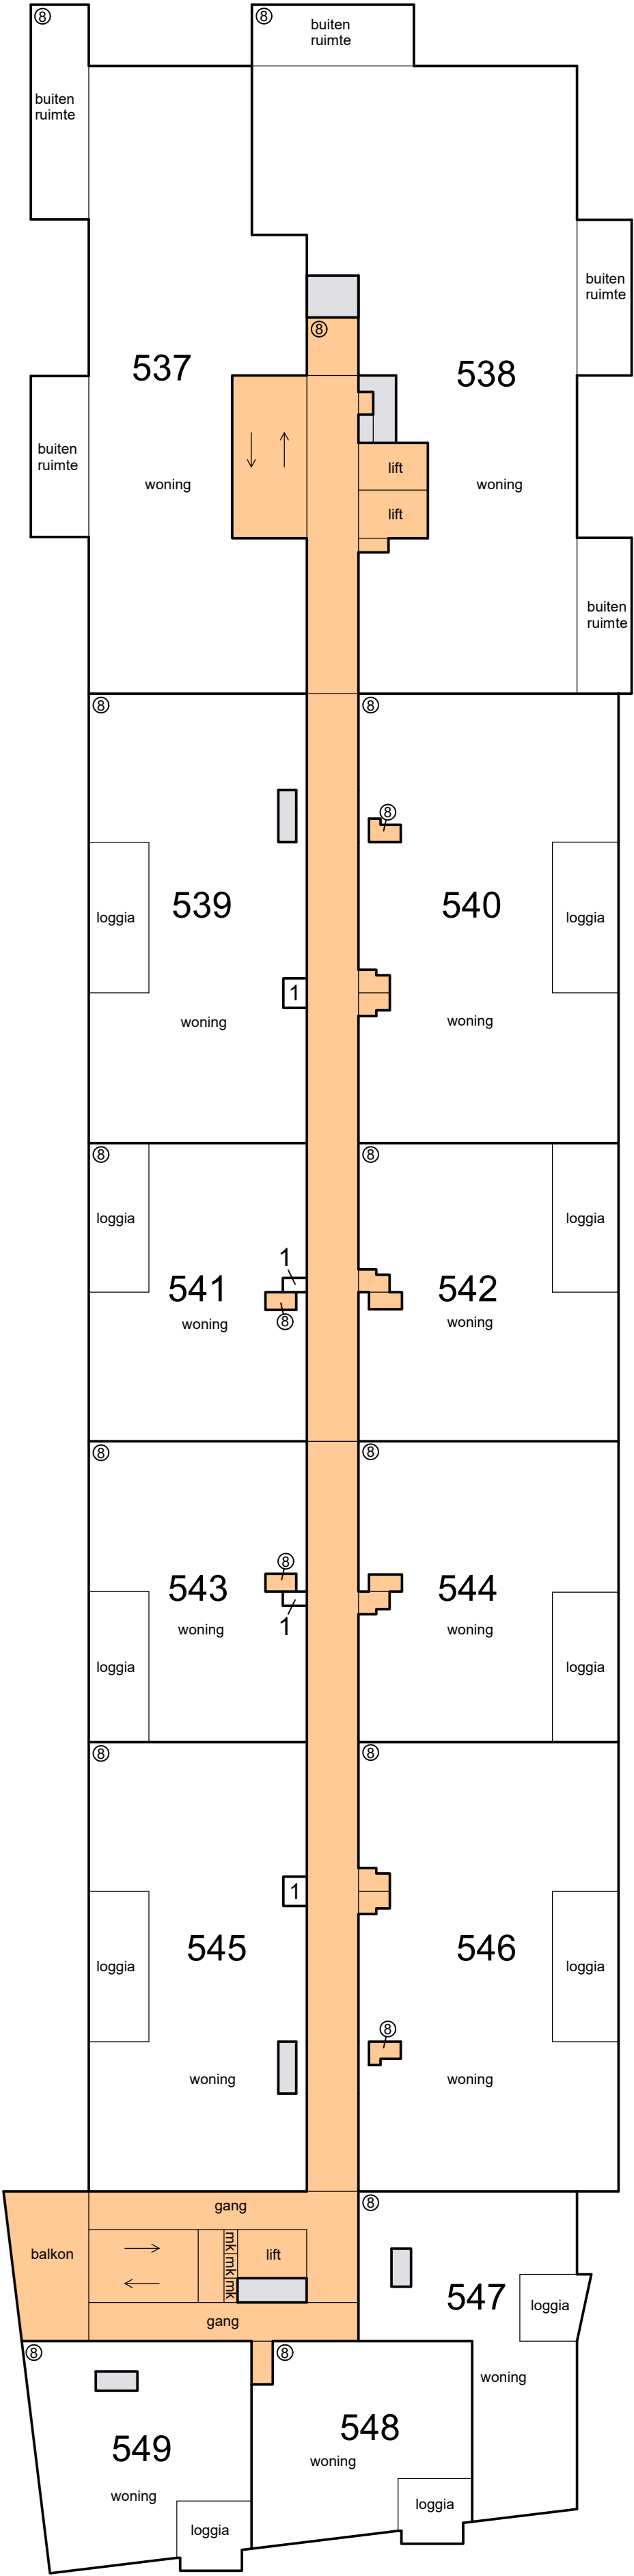 ⑧
⑧
buiten
ruimte
buiten
ruimte
buiten
ruimte
⑧
537
538
buiten
ruimte
lift
woning
woning
lift
buiten
ruimte
⑧
⑧
⑧
539
540
loggia
loggia
1
woning
woning
⑧
⑧
loggia
loggia
1
541
542
⑧
woning
woning
⑧
⑧
⑧
543
544
1
woning
woning
loggia
loggia
⑧
⑧
1
545
546
loggia
loggia
⑧
woning
woning
gang
⑧
mk
balkon
lift
mk
mk
547
loggia
gang
⑧
⑧
woning
548
549
woning
woning
loggia
loggia